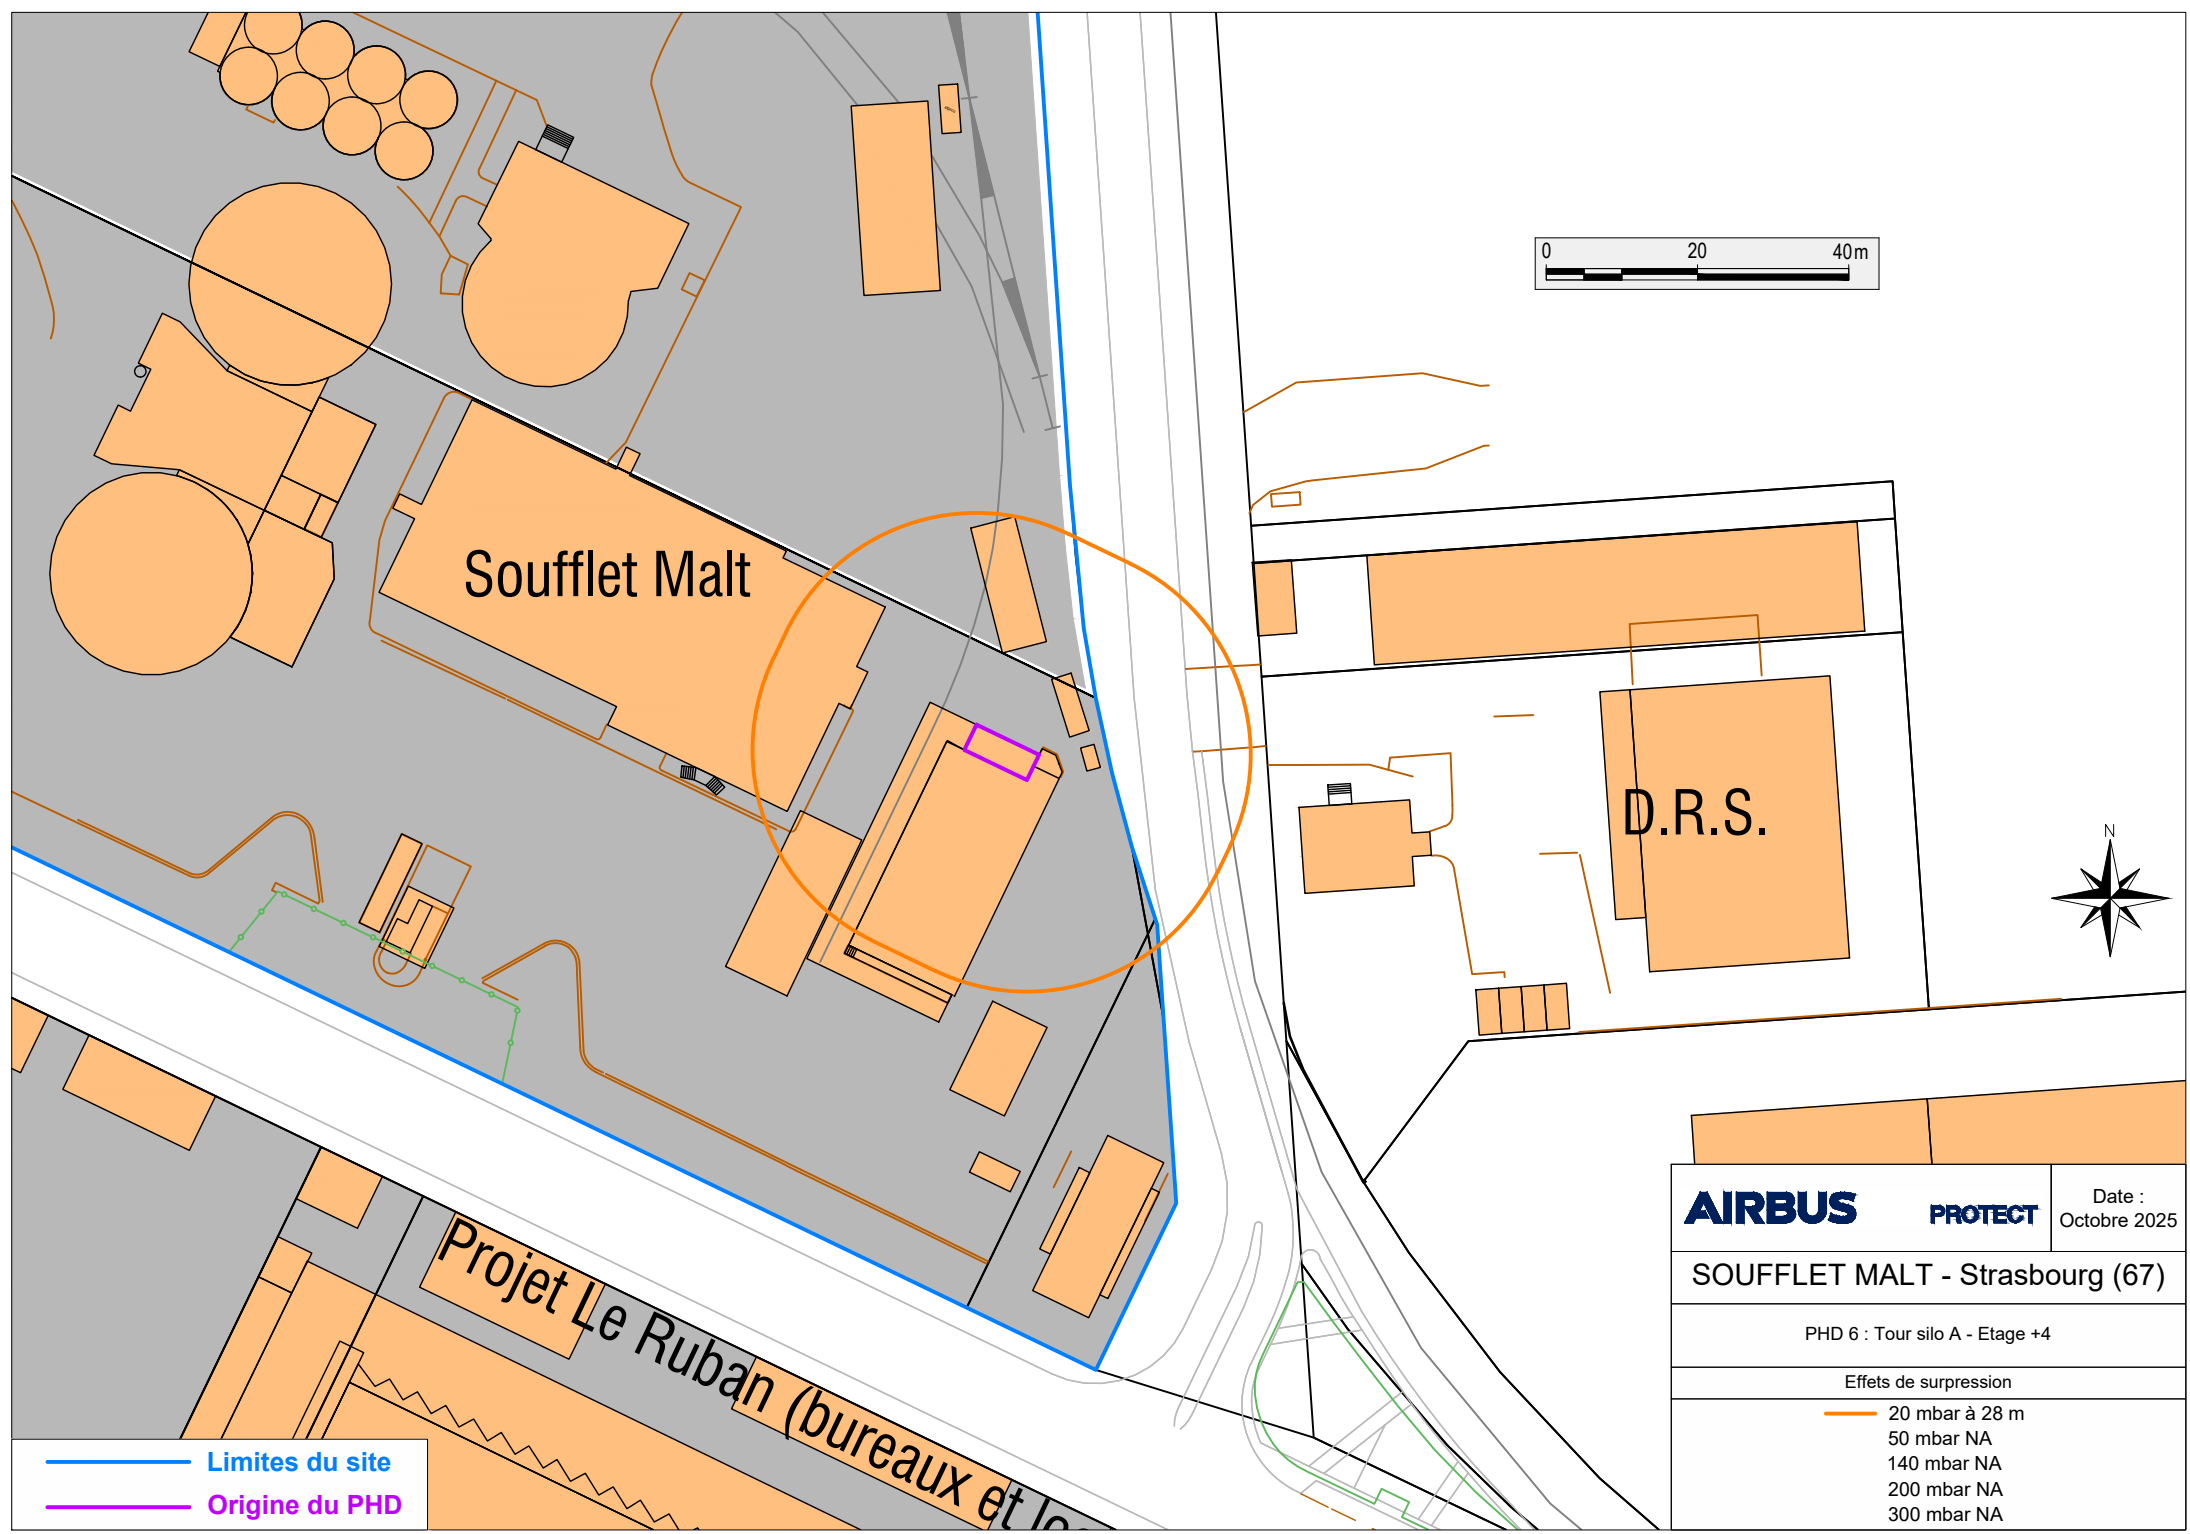 0 20 40m
Soufflet Malt
D.R.S.
N
Projet Le Ruban (bureaux et
AIRBUS PROTECT
Date :
Octobre 2025
SOUFFLET MALT - Strasbourg (67)
PHD 6 : Tour silo A - Etage +4
Effets de surpression
20 mbar à 28 m
50 mbar NA
140 mbar NA
200 mbar NA
300 mbar NA
Limites du site
Origine du PHD